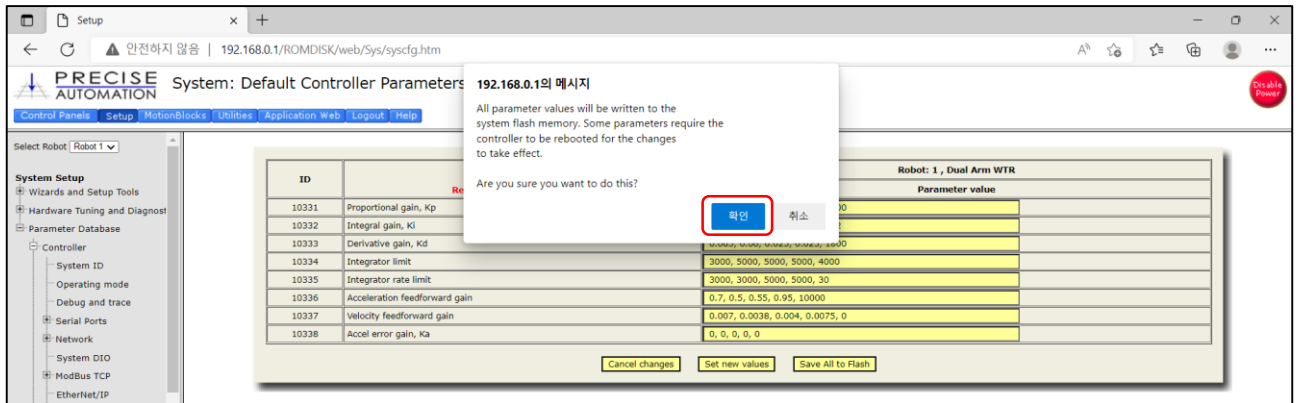 Setup
안전하지 않음 | 192.168.0.1/ROMDISK/web/Sys/syscfg.htm
PRECISE
AUTOMATION
System: Default Controller Parameters
Disable
Power
Control Panels Setup MotionBlocks Utilities Application Web Logout Help
192.168.0.1의 메시지
All parameter values will be written to the
system flash memory. Some parameters require the
controller to be rebooted for the changes
to take effect.
Are you sure you want to do this?
확인 취소
Select Robot Robot 1
System Setup
Wizards and Setup Tools
Hardware Tuning and Diagnost
Parameter Database
Controller
System ID
Operating mode
Debug and trace
Serial Ports
Network
System DIO
ModBus TCP
EtherNet/IP
ID Robot: 1 , Dual Arm WTR
Re Parameter value
10331 Proportional gain, Kp
10332 Integral gain, Ki
10333 Derivative gain, Kd 0.005, 0.00, 0.025, 0.025, 1800
10334 Integrator limit 3000, 5000, 5000, 5000, 4000
10335 Integrator rate limit 3000, 3000, 5000, 5000, 30
10336 Acceleration feedforward gain 0.7, 0.5, 0.55, 0.95, 10000
10337 Velocity feedforward gain 0.007, 0.0038, 0.004, 0.0075, 0
10338 Accel error gain, Ka 0, 0, 0, 0, 0
Cancel changes Set new values Save All to Flash